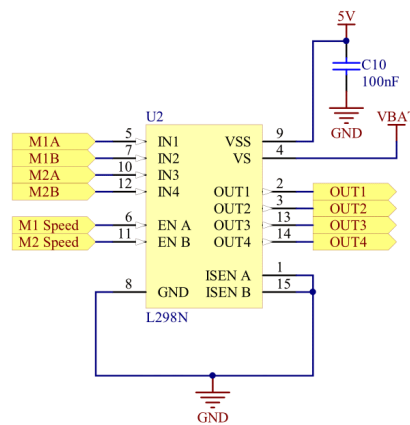 5V
C10
100nF
GND
VBAT
U2
M1A 5 IN1 VSS 9
M1B 7 IN2 VS 4
M2A 10 IN3
M2B 12 IN4
OUT1 2 OUT1
OUT2 3 OUT2
M1 Speed 6 EN A OUT3 13 OUT3
M2 Speed 11 EN B OUT4 14 OUT4
ISEN A 1
8 GND ISEN B 15
L298N
GND